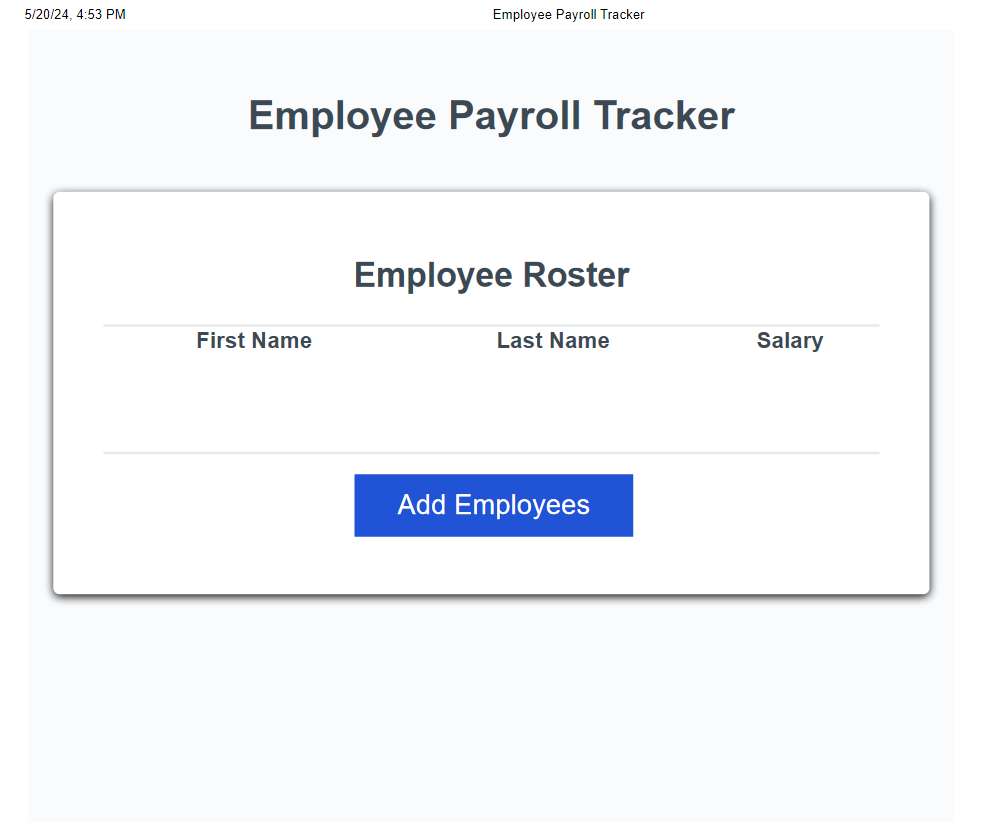 5/20/24, 4:53 PM Employee Payroll Tracker
Employee Payroll Tracker
Employee Roster
First Name Last Name Salary
Add Employees